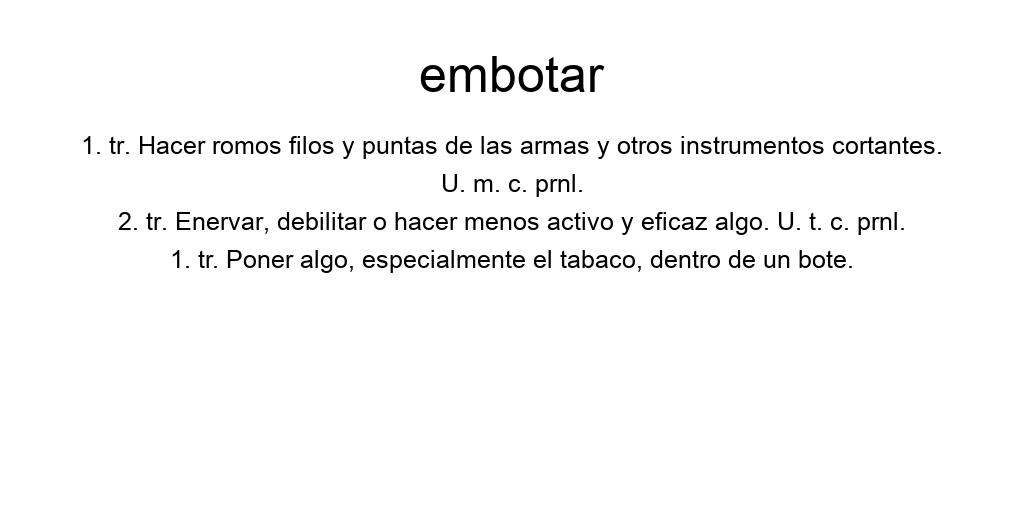 embotar
1. tr. Hacer romos filos y puntas de las armas y otros instrumentos cortantes.
U. m. c. prnl.
2. tr. Enervar, debilitar o hacer menos activo y eficaz algo. U. t. c. prnl.
1. tr. Poner algo, especialmente el tabaco, dentro de un bote.